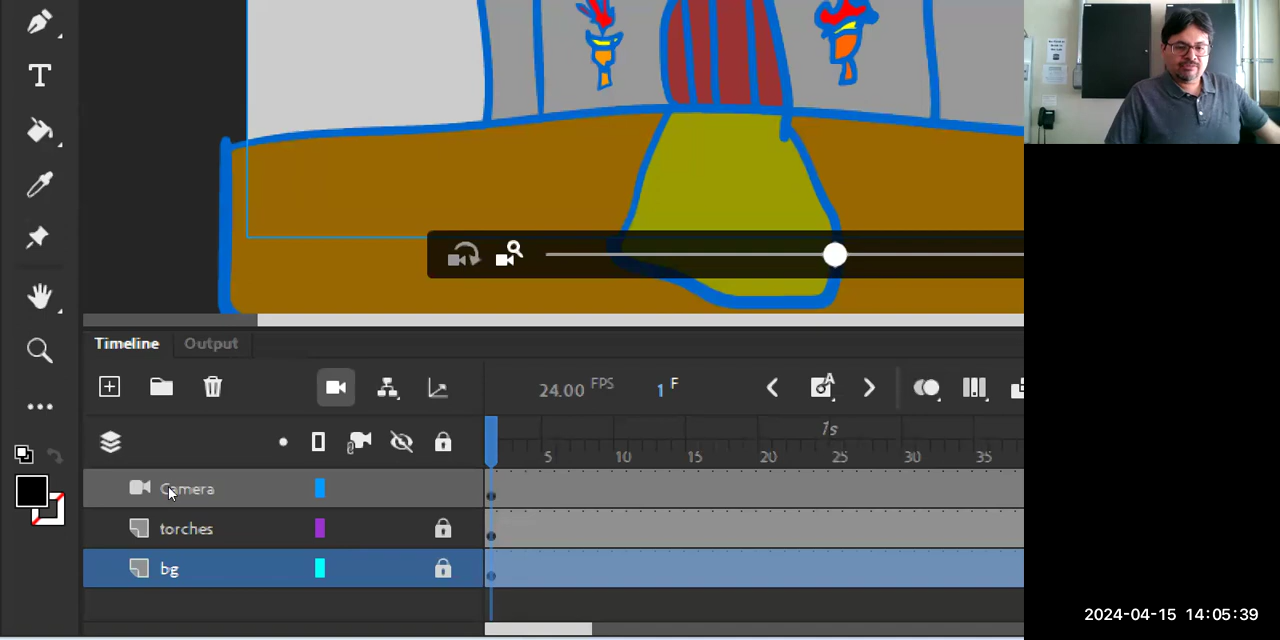 T
Timeline
Output
24.00 FPS
1 F
1s
5 10 15 20 25 30 35
Camera
torches
bg
2024-04-15 14:05:39